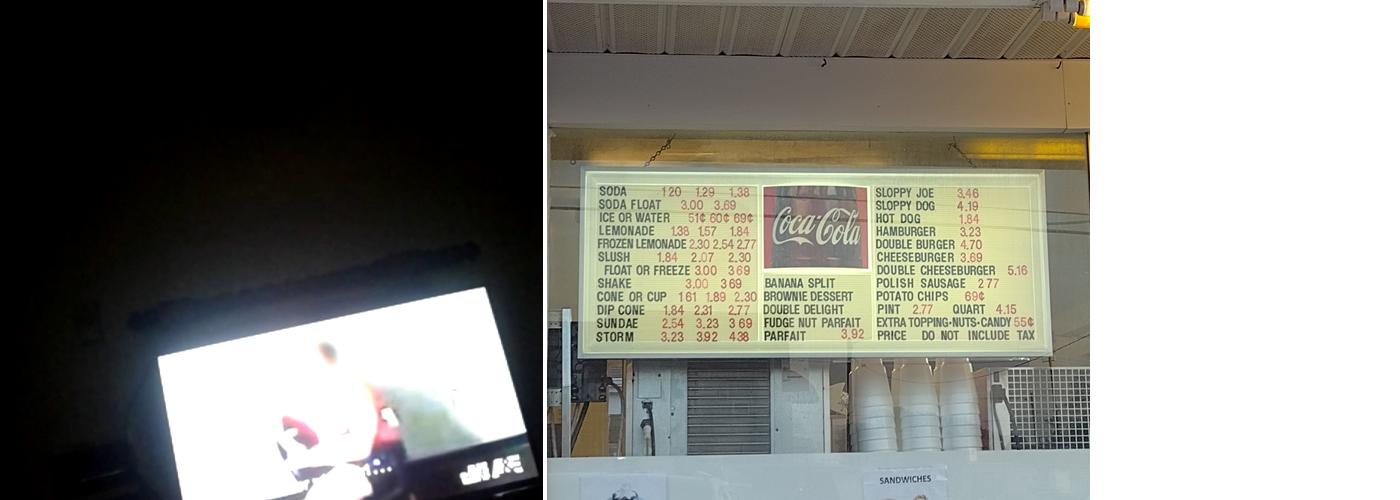 SODA 1 20 1.29 1.38
SODA FLOAT 3.00 3.69
ICE OR WATER 51¢ 60¢ 69¢
LEMONADE 1.38 1.57 1.84
FROZEN LEMONADE 2.30 2.54 2.77
SLUSH 1.84 2.07 2.30
FLOAT OR FREEZE 3.00 3 69
SHAKE 3.00 3 69
CONE OR CUP 1 61 1.89 2.30
DIP CONE 1.84 2.31 2.77
SUNDAE 2.54 3.23 3 69
STORM 3.23 3.92 4 38
Coca-Cola
BANANA SPLIT
BROWNIE DESSERT
DOUBLE DELIGHT
FUDGE NUT PARFAIT
PARFAIT 3.92
SLOPPY JOE 3.46
SLOPPY DOG 4.19
HOT DOG 1.84
HAMBURGER 3.23
DOUBLE BURGER 4.70
CHEESEBURGER 3.69
DOUBLE CHEESEBURGER 5.16
POLISH SAUSAGE 2 77
POTATO CHIPS 69¢
PINT 2.77 QUART 4.15
EXTRA TOPPING•NUTS•CANDY 55¢
PRICE DO NOT INCLUDE TAX
SANDWICHES